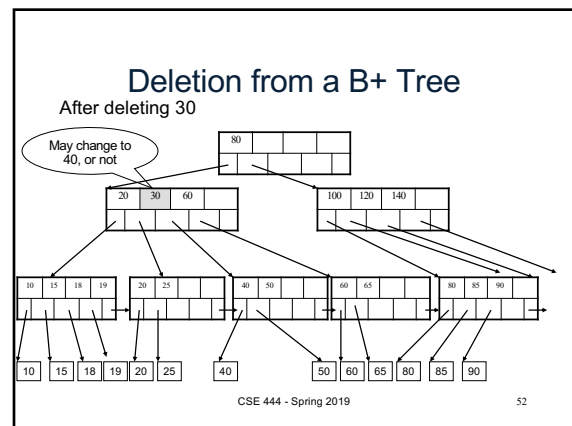 Deletion from a B+ Tree
After deleting 30
May change to
40, or not
80
20 30 60
100 120 140
10 15 18 19
20 25
40 50
60 65
80 85 90
10 15 18 19 20 25 40 50 60 65 80 85 90
CSE 444 - Spring 2019 52